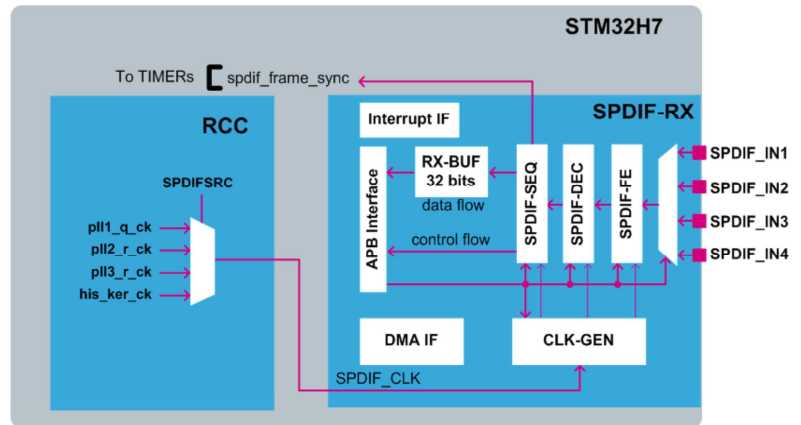 STM32H7
To TIMERs
spdif_frame_sync
RCC
SPDIFSRC
pll1_q_ck
pll2_r_ck
pll3_r_ck
his_ker_ck
SPDIF-RX
Interrupt IF
APB Interface
RX-BUF
32 bits
data flow
control flow
SPDIF-SEQ
SPDIF-DEC
SPDIF-FE
SPDIF_IN1
SPDIF_IN2
SPDIF_IN3
SPDIF_IN4
DMA IF
CLK-GEN
SPDIF_CLK